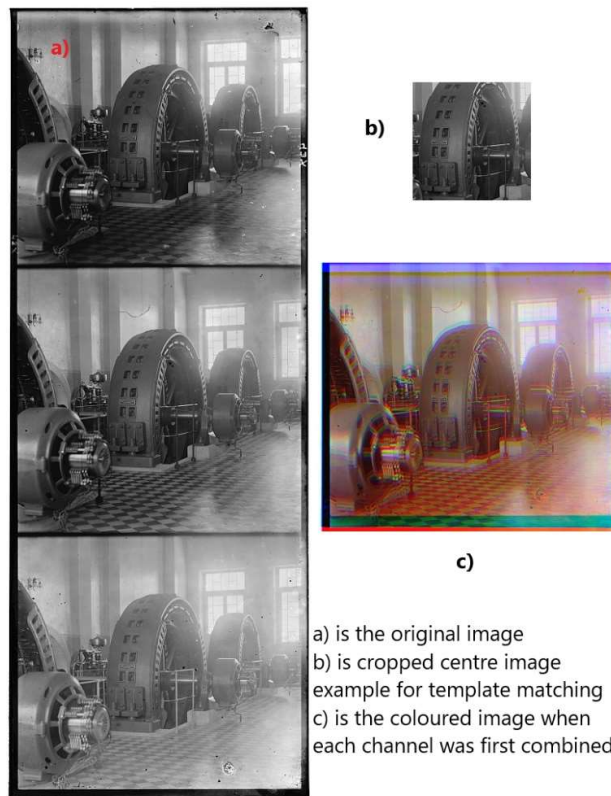 a)
b)
c)
a) is the original image
b) is cropped centre image
example for template matching
c) is the coloured image when
each channel was first combined